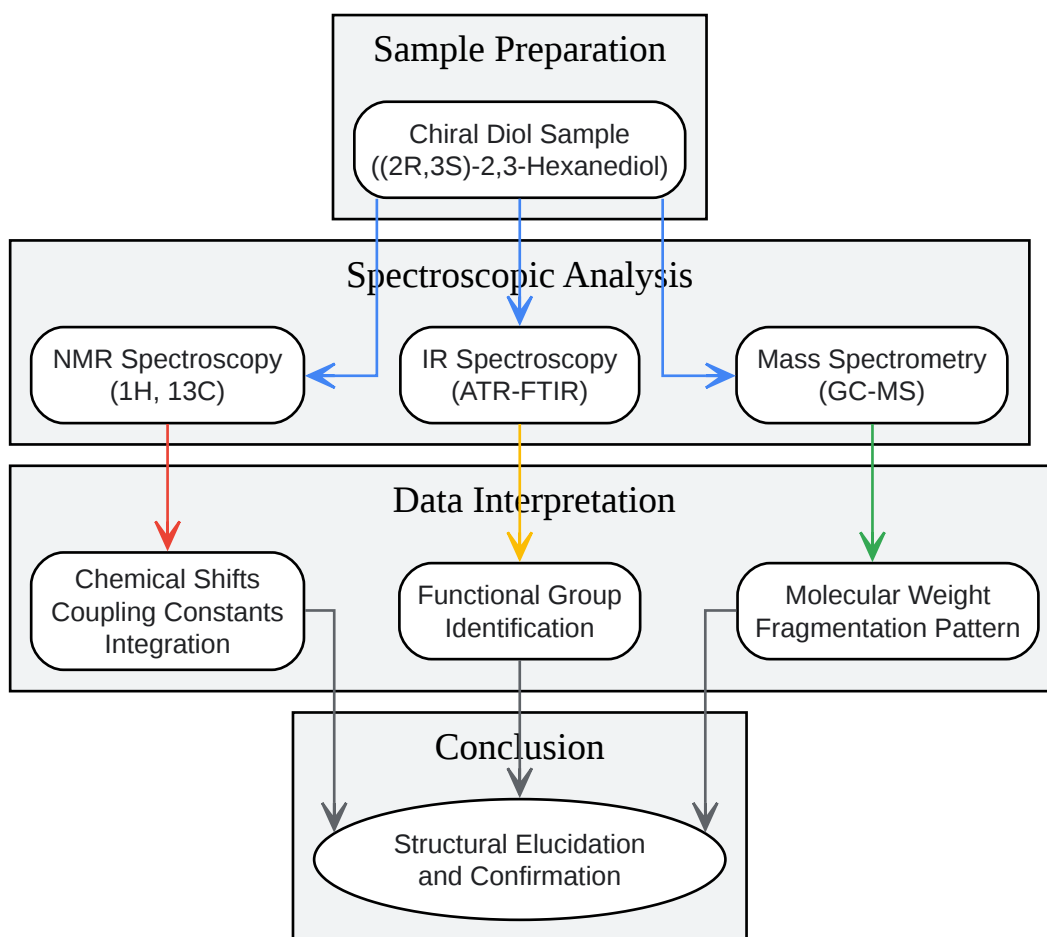 Sample Preparation
Chiral Diol Sample
((2R,3S)-2,3-Hexanediol)
Spectroscopic Analysis
NMR Spectroscopy
(1H, 13C)
IR Spectroscopy
(ATR-FTIR)
Mass Spectrometry
(GC-MS)
Data Interpretation
Chemical Shifts
Coupling Constants
Integration
Functional Group
Identification
Molecular Weight
Fragmentation Pattern
Conclusion
Structural Elucidation
and Confirmation